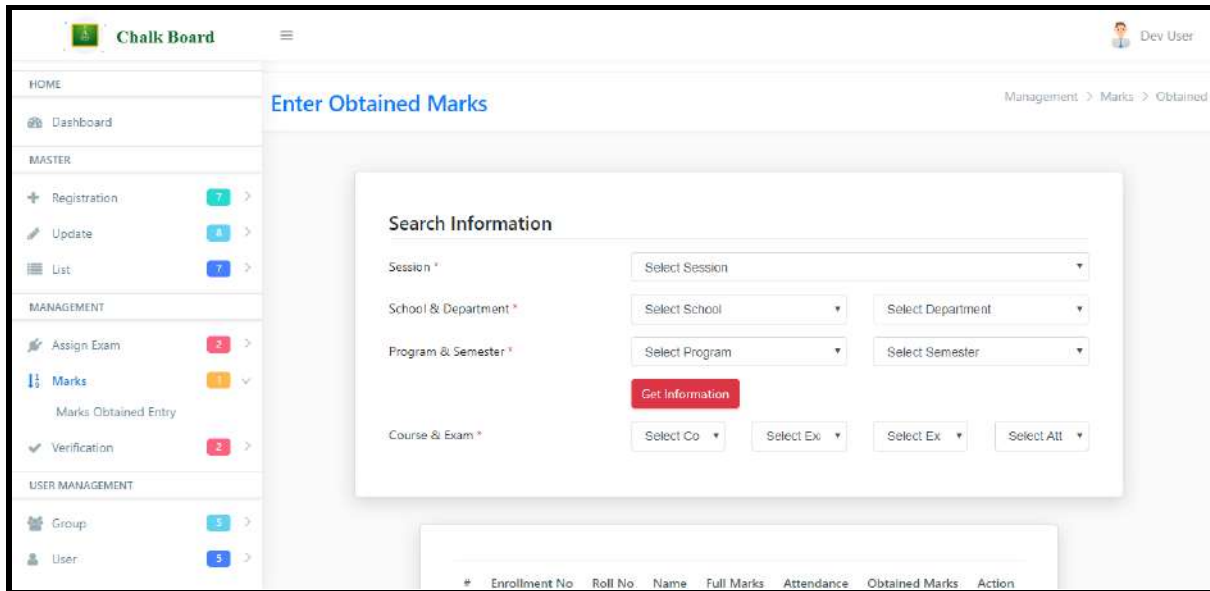 Chalk Board
Dev User
HOME
Dashboard
MASTER
Registration 7
Update 8
List 7
MANAGEMENT
Assign Exam 2
Marks 1
Marks Obtained Entry
Verification 2
USER MANAGEMENT
Group 5
User 5
Enter Obtained Marks
Management > Marks > Obtained
Search Information
Session * Select Session
School & Department * Select School Select Department
Program & Semester * Select Program Select Semester
Get Information
Course & Exam * Select Co Select Ex Select Ex Select Att
# Enrollment No Roll No Name Full Marks Attendance Obtained Marks Action